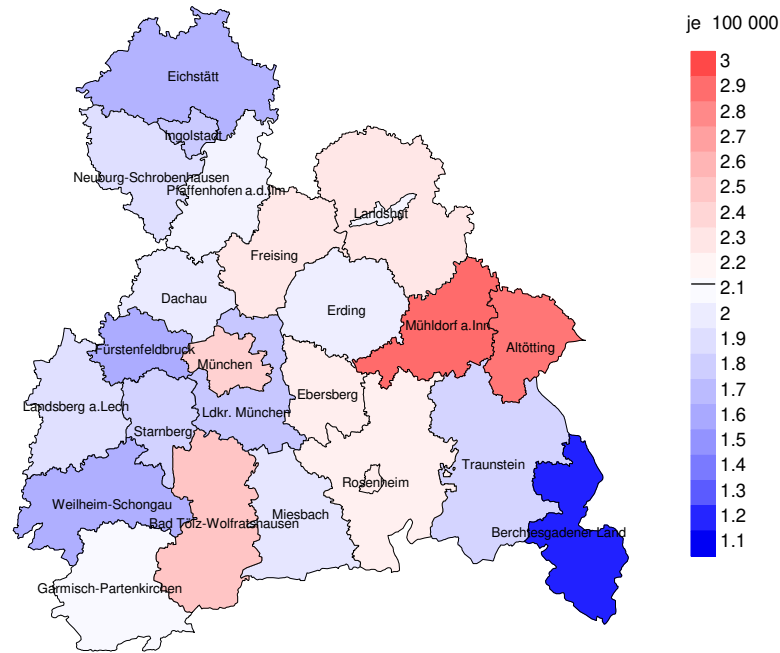 je 100 000
3
2.9
2.8
2.7
2.6
2.5
2.4
2.3
2.2
2.1
2
1.9
1.8
1.7
1.6
1.5
1.4
1.3
1.2
1.1
Eichstätt
Ingolstadt
Neuburg-Schrobenhausen
Pfaffenhofen a.d.Ilm
Landshut
Freising
Dachau
Erding
Mühldorf a.Inn
Altötting
Fürstenfeldbruck
München
Ebersberg
Landsberg a.Lech
Ldkr. München
Starnberg
Traunstein
Rosenheim
Weilheim-Schongau
Miesbach
Bad Tölz-Wolfratshausen
Berchtesgadener Land
Garmisch-Partenkirchen